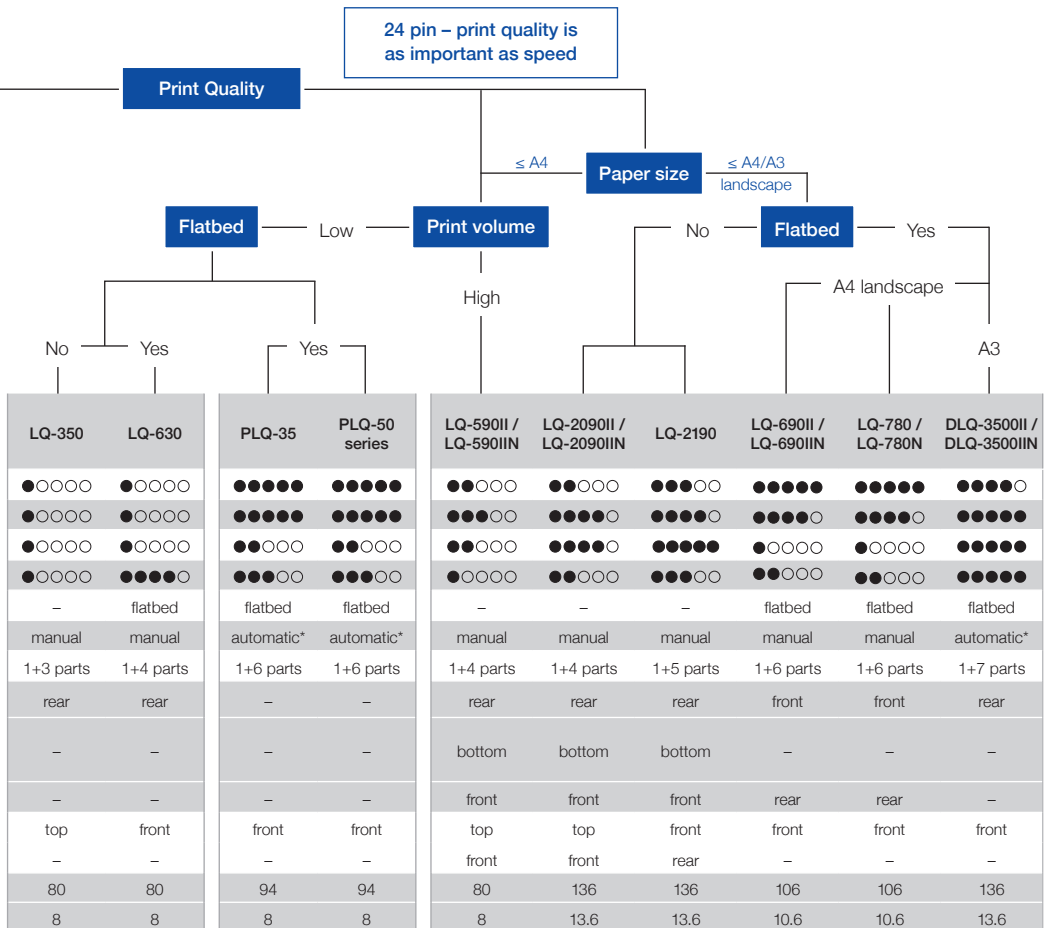 24 pin – print quality is
as important as speed
Print Quality
≤ A4
Paper size
≤ A4/A3
landscape
Flatbed
Low
Print volume
No
Flatbed
Yes
High
A4 landscape
No
Yes
Yes
A3
LQ-350
LQ-630
PLQ-35
PLQ-50
series
LQ-590II /
LQ-590IIN
LQ-2090II /
LQ-2090IIN
LQ-2190
LQ-690II /
LQ-690IIN
LQ-780 /
LQ-780N
DLQ-3500II /
DLQ-3500IIN
– flatbed flatbed flatbed – – – flatbed flatbed flatbed
manual manual automatic* automatic* manual manual manual manual manual automatic*
1+3 parts 1+4 parts 1+6 parts 1+6 parts 1+4 parts 1+4 parts 1+5 parts 1+6 parts 1+6 parts 1+7 parts
rear rear – – rear rear rear front front rear
– – – – bottom bottom bottom – – –
– – – – front front front rear rear –
top front front front top top front front front front
– – – – front front rear – – –
80 80 94 94 80 136 136 106 106 136
8 8 8 8 8 13.6 13.6 10.6 10.6 13.6